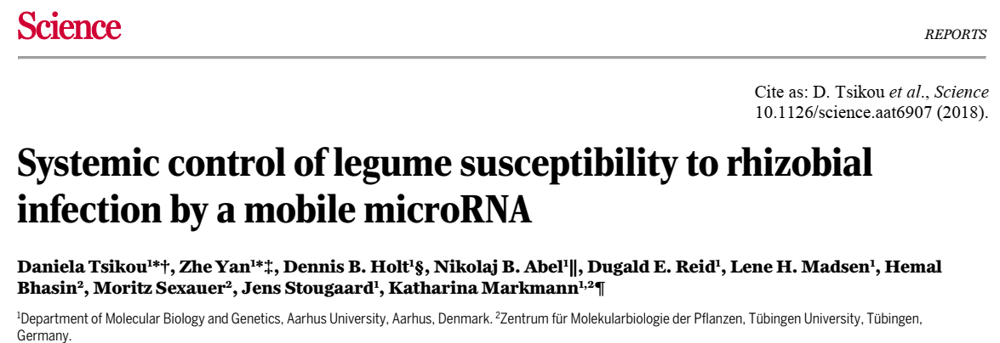 Science
REPORTS
Cite as: D. Tsikou et al., Science
10.1126/science.aat6907 (2018).
Systemic control of legume susceptibility to rhizobial
infection by a mobile microRNA
Daniela Tsikou¹*†, Zhe Yan¹*‡, Dennis B. Holt¹§, Nikolaj B. Abel¹||, Dugald E. Reid¹, Lene H. Madsen¹, Hemal
Bhasin², Moritz Sexauer², Jens Stougaard¹, Katharina Markmann¹,²¶
¹Department of Molecular Biology and Genetics, Aarhus University, Aarhus, Denmark. ²Zentrum für Molekularbiologie der Pflanzen, Tübingen University, Tübingen,
Germany.